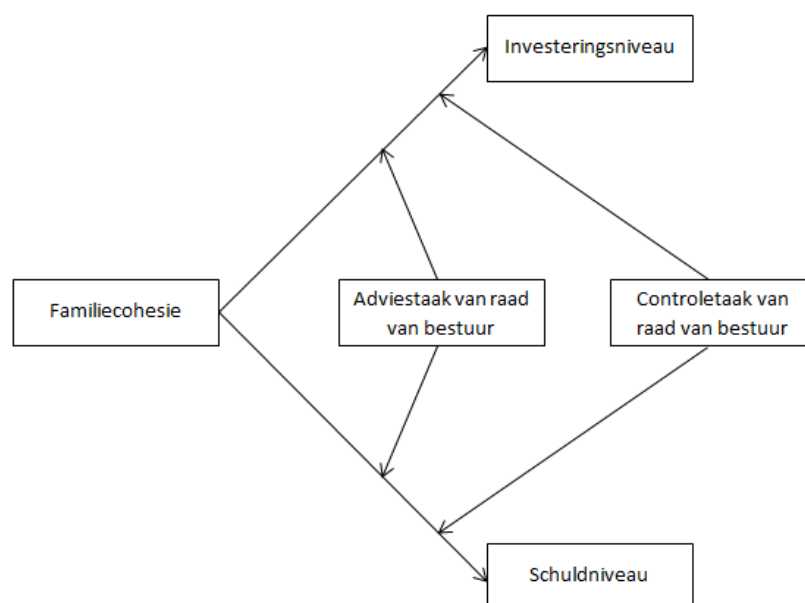 Investeringsniveau
Familiecohesie
Adviestaak van raad
van bestuur
Controletaak van
raad van bestuur
Schuldniveau